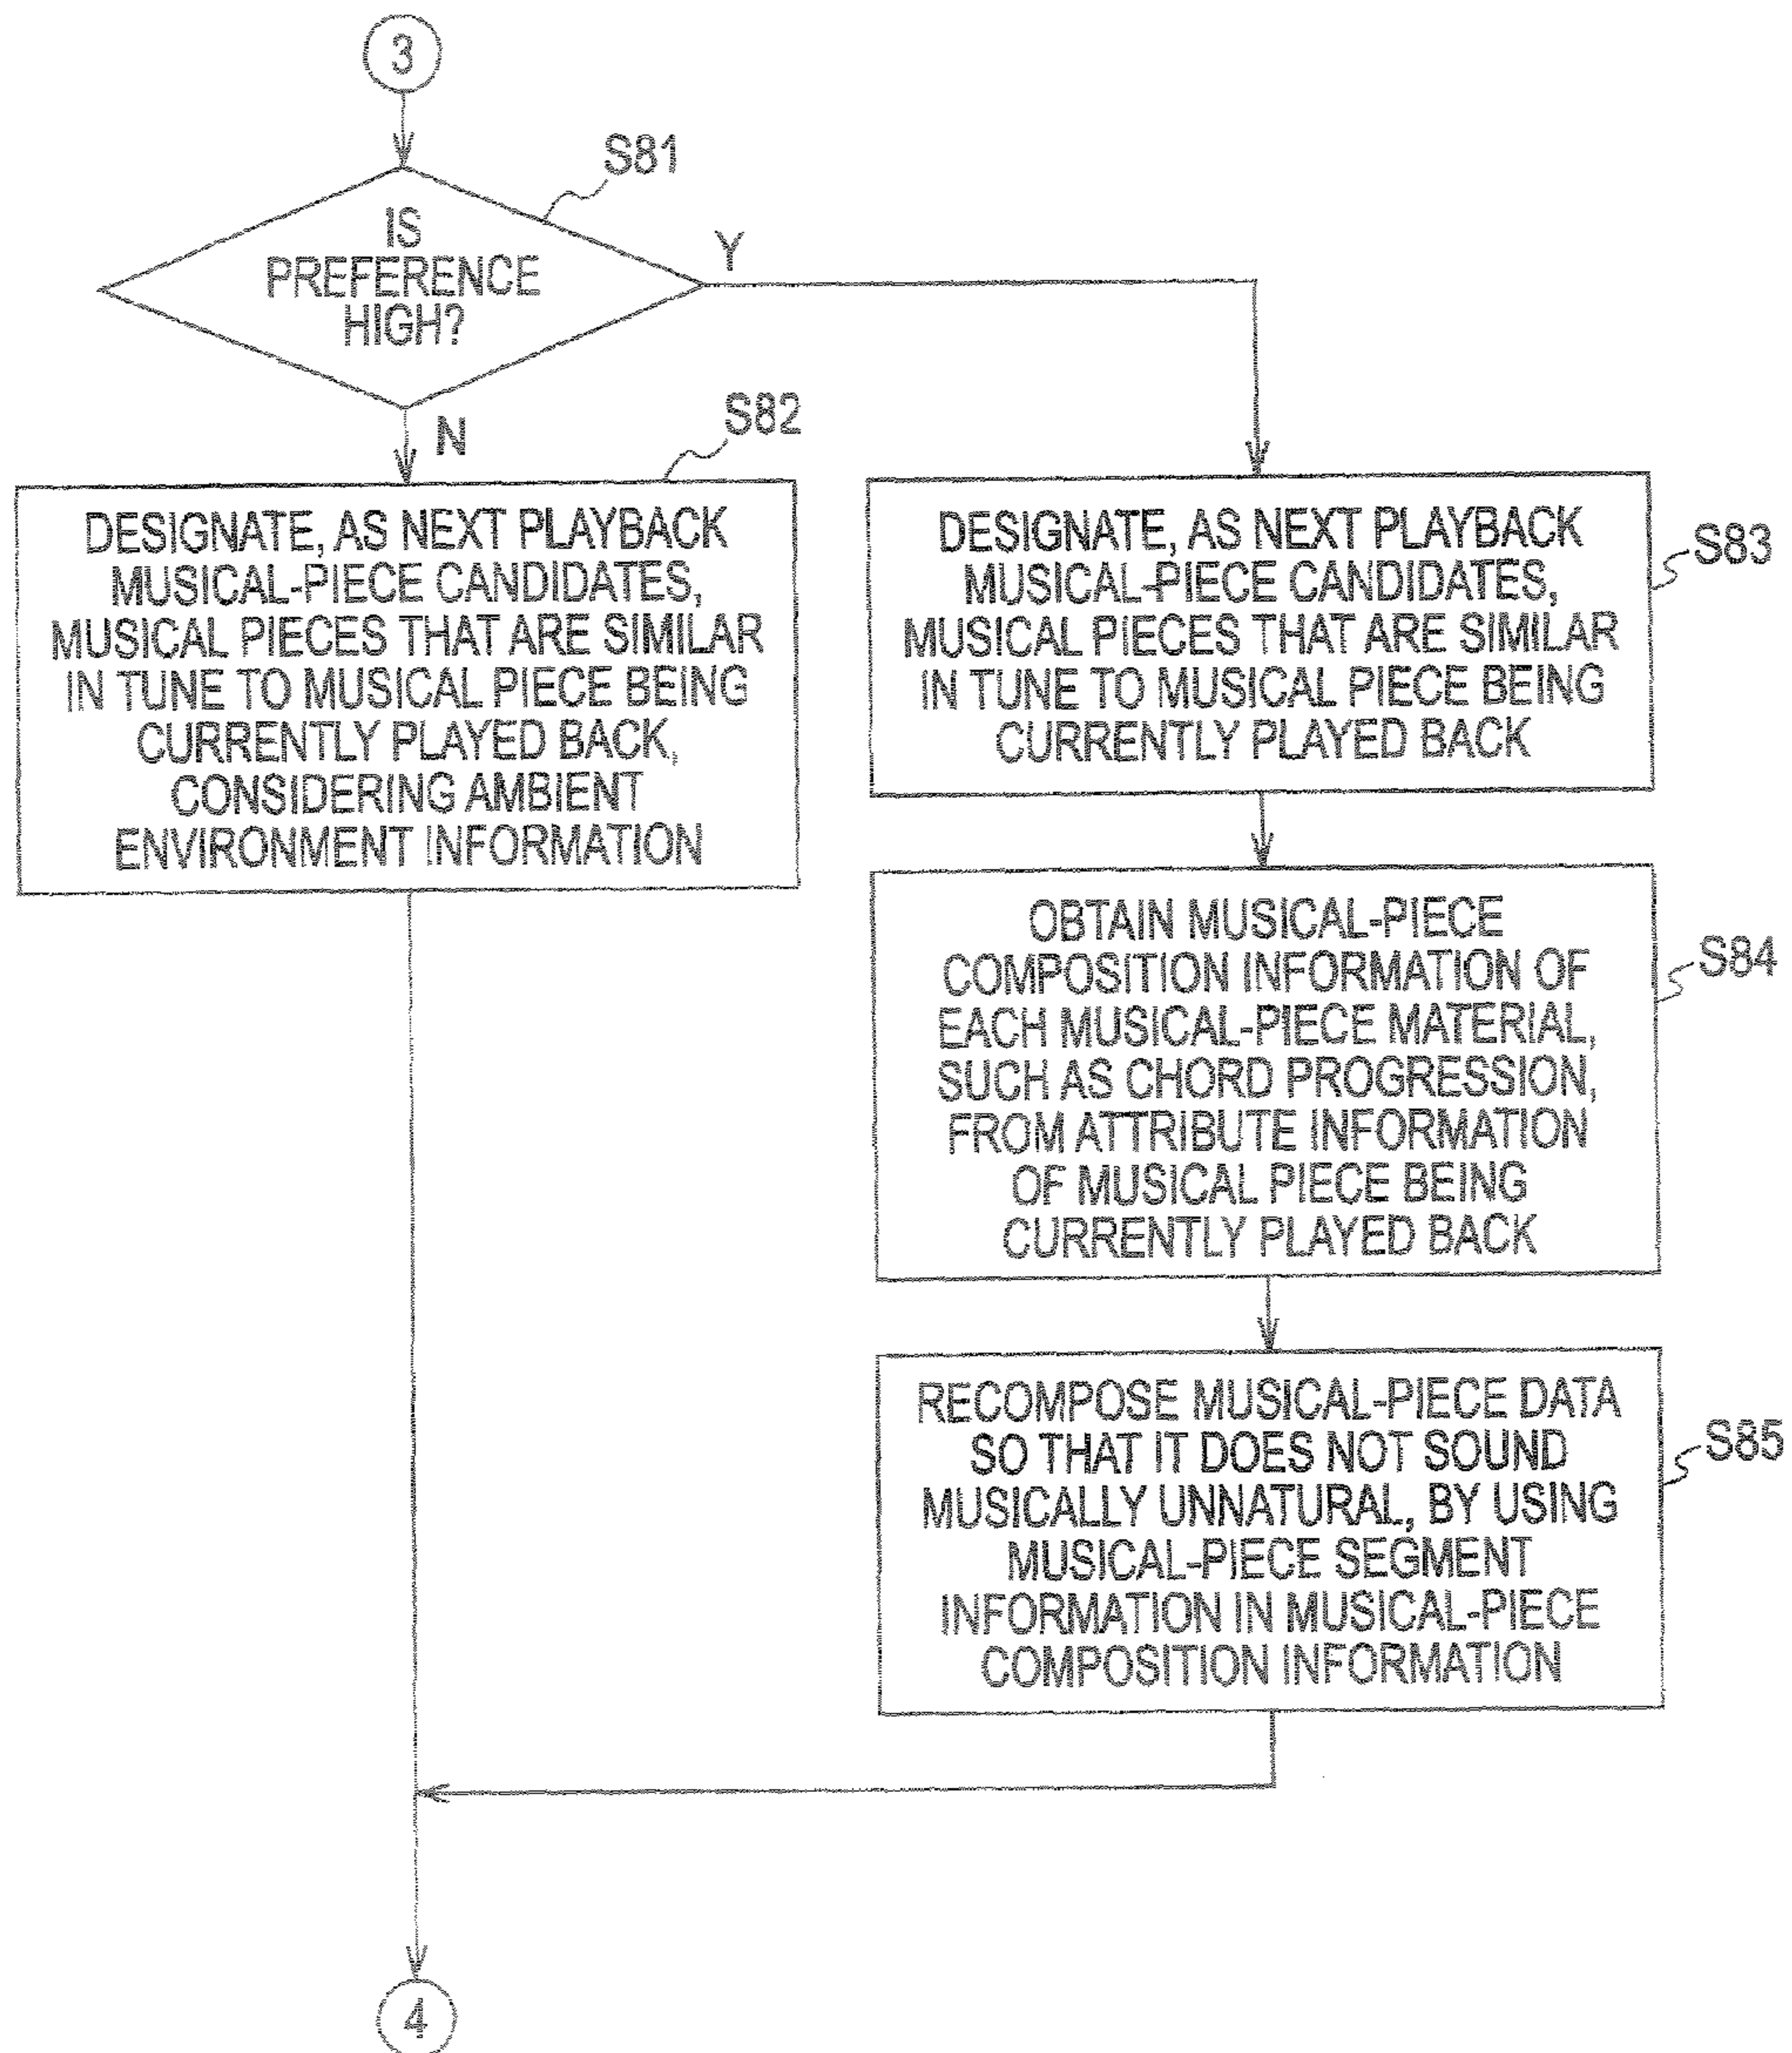 3
S81
IS
PREFERENCE
HIGH?
Y
N
S82
DESIGNATE, AS NEXT PLAYBACK
MUSICAL-PIECE CANDIDATES,
MUSICAL PIECES THAT ARE SIMILAR
IN TUNE TO MUSICAL PIECE BEING
CURRENTLY PLAYED BACK,
CONSIDERING AMBIENT
ENVIRONMENT INFORMATION
DESIGNATE, AS NEXT PLAYBACK
MUSICAL-PIECE CANDIDATES,
MUSICAL PIECES THAT ARE SIMILAR
IN TUNE TO MUSICAL PIECE BEING
CURRENTLY PLAYED BACK
S83
OBTAIN MUSICAL-PIECE
COMPOSITION INFORMATION OF
EACH MUSICAL-PIECE MATERIAL,
SUCH AS CHORD PROGRESSION,
FROM ATTRIBUTE INFORMATION
OF MUSICAL PIECE BEING
CURRENTLY PLAYED BACK
S84
RECOMPOSE MUSICAL-PIECE DATA
SO THAT IT DOES NOT SOUND
MUSICALLY UNNATURAL, BY USING
MUSICAL-PIECE SEGMENT
INFORMATION IN MUSICAL-PIECE
COMPOSITION INFORMATION
S85
4